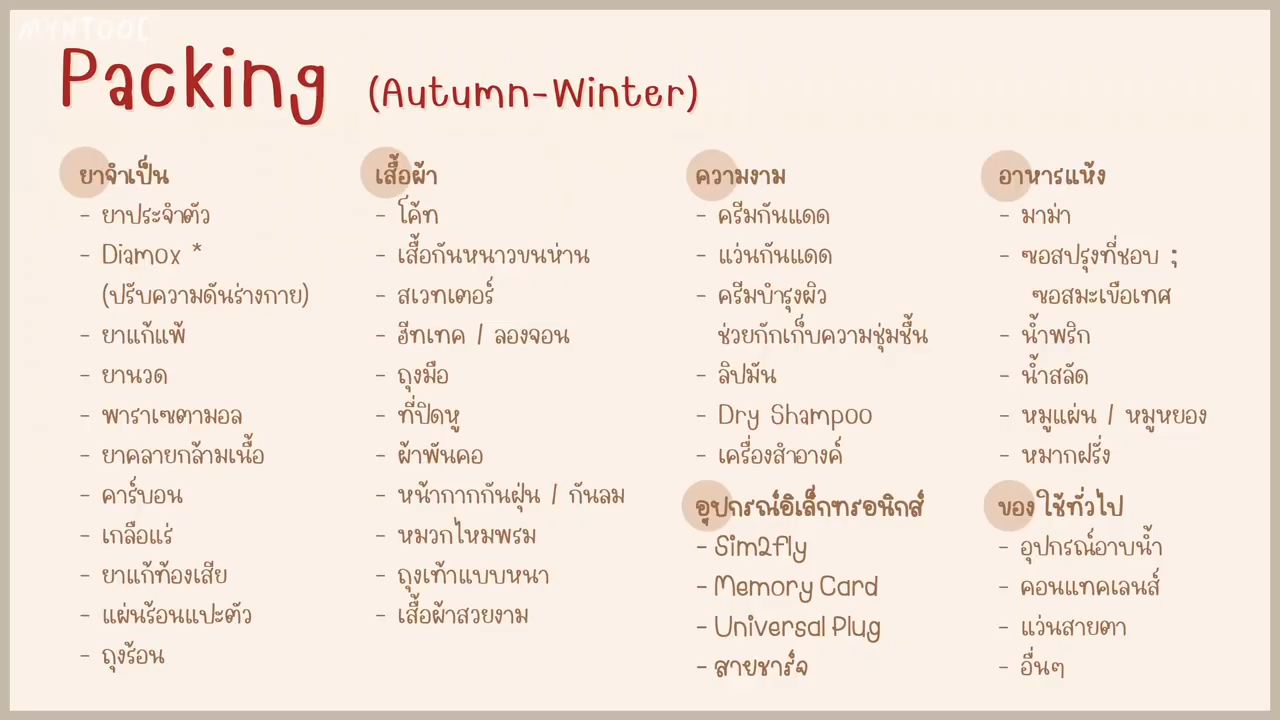 MYNTOOL
Packing (Autumn-Winter)
ยาจำเป็น
- ยาประจำตัว
- Diamox *
(ปรับความดันร่างกาย)
- ยาแก้แพ้
- ยานวด
- พาราเซตามอล
- ยาคลายกล้ามเนื้อ
- คาร์บอน
- เกลือแร่
- ยาแก้ท้องเสีย
- แผ่นร้อนแปะตัว
- ถุงร้อน
เสื้อผ้า
- โค้ท
- เสื้อกันหนาวขนห่าน
- สเวทเตอร์
- ฮีทเทค / ลองจอน
- ถุงมือ
- ที่ปิดหู
- ผ้าพันคอ
- หน้ากากกันฝุ่น / กันลม
- หมวกไหมพรม
- ถุงเท้าแบบหนา
- เสื้อผ้าสวยงาม
ความงาม
- ครีมกันแดด
- แว่นกันแดด
- ครีมบำรุงผิว
ช่วยกักเก็บความชุ่มชื้น
- ลิปมัน
- Dry Shampoo
- เครื่องสำอางค์
อุปกรณ์อิเล็กทรอนิกส์
- Sim2fly
- Memory Card
- Universal Plug
- สายชาร์จ
อาหารแห้ง
- มาม่า
- ซอสปรุงที่ชอบ ;
ซอสมะเขือเทศ
- น้ำพริก
- น้ำสลัด
- หมูแผ่น / หมูหยอง
- หมากฝรั่ง
ของใช้ทั่วไป
- อุปกรณ์อาบน้ำ
- คอนแทคเลนส์
- แว่นสายตา
- อื่นๆ